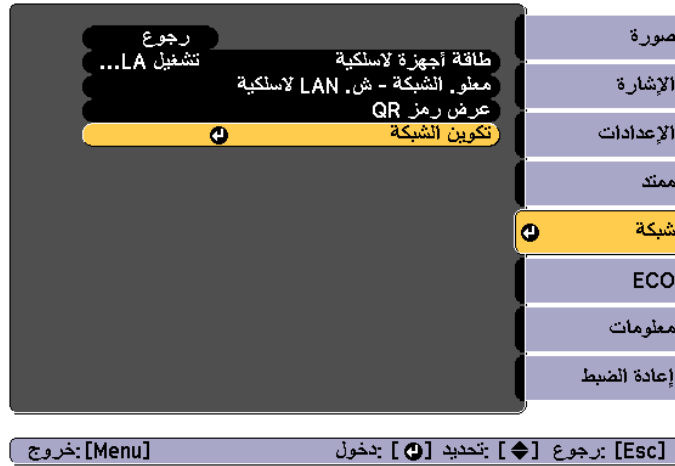 صورة
الإشارة
الإعدادات
ممتد
شبكة
ECO
معلومات
إعادة الضبط
رجوع
طاقة أجهزة لاسلكية تشغيل LA...
معلو. الشبكة - ش. LAN لاسلكية
عرض رمز QR
تكوين الشبكة
[Esc] :رجوع [] :تحديد [] :دخول [Menu] :خروج